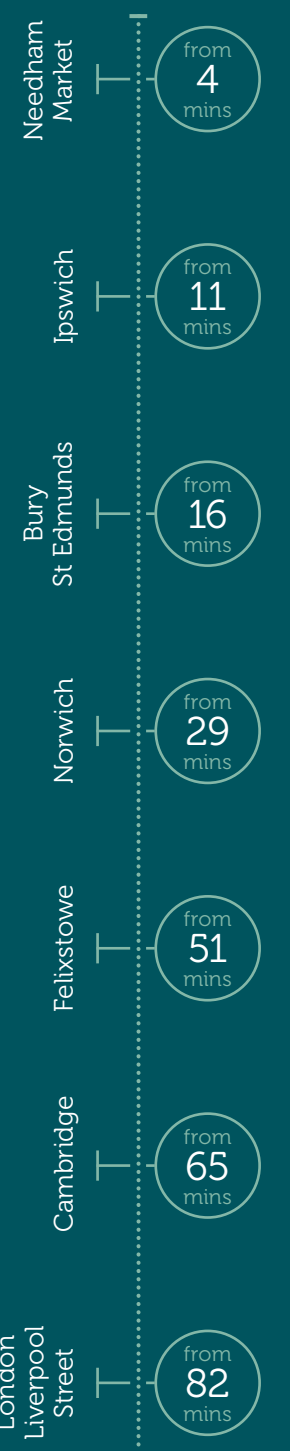 Needham
Market
from
4
mins
Ipswich
from
11
mins
Bury
St Edmunds
from
16
mins
Norwich
from
29
mins
Felixstowe
from
51
mins
Cambridge
from
65
mins
London
Liverpool
Street
from
82
mins